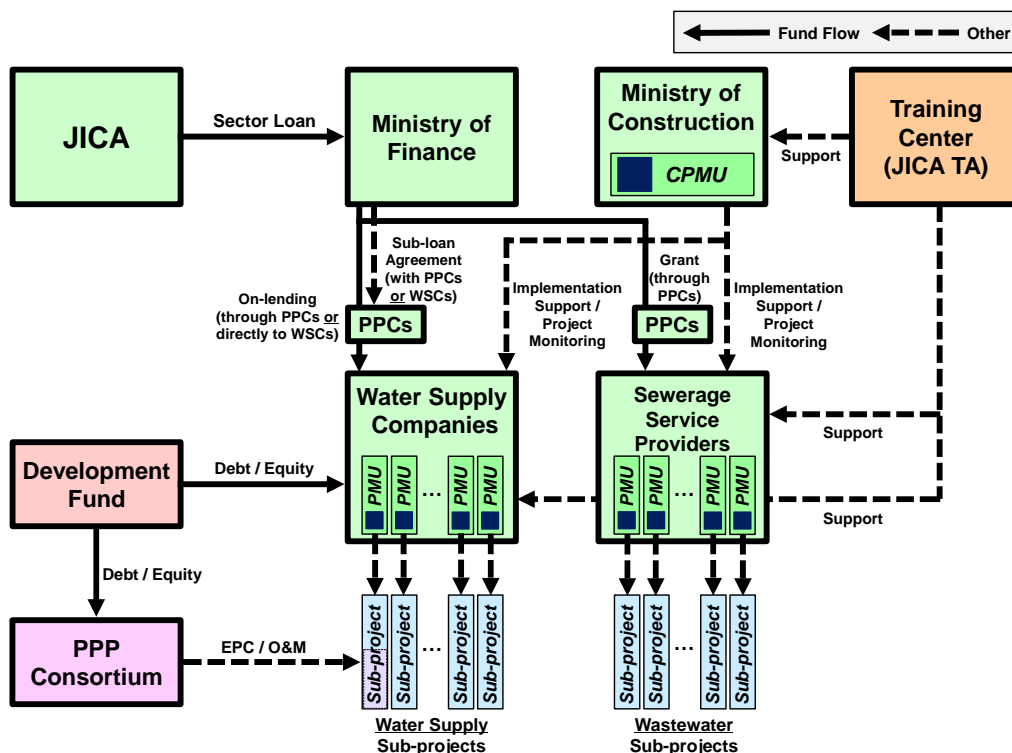 Fund Flow
Other
JICA
Sector Loan
Ministry of
Finance
Ministry of
Construction
CPMU
Support
Training
Center
(JICA TA)
Sub-loan
Agreement
(with PPCs
or WSCs)
On-lending
(through PPCs or
directly to WSCs)
PPCs
Implementation
Support /
Project
Monitoring
Grant
(through
PPCs)
PPCs
Implementation
Support /
Project
Monitoring
Water Supply
Companies
PMU
PMU
...
PMU
PMU
Sewerage
Service
Providers
PMU
PMU
...
PMU
PMU
Support
Support
Development
Fund
Debt / Equity
Debt / Equity
PPP
Consortium
EPC / O&M
Sub-project
Sub-project
...
Sub-project
Sub-project
Water Supply
Sub-projects
Sub-project
Sub-project
...
Sub-project
Sub-project
Wastewater
Sub-projects